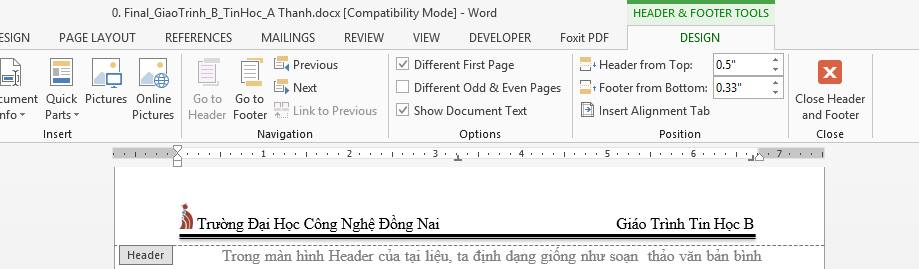 0. Final_GiaoTrinh_B_TinHoc_A Thanh.docx [Compatibility Mode] - Word
HEADER & FOOTER TOOLS
ESIGN PAGE LAYOUT REFERENCES MAILINGS REVIEW VIEW DEVELOPER Foxit PDF DESIGN
cument Info
Quick Parts
Pictures
Online Pictures
Insert
Go to Header
Go to Footer
Previous
Next
Link to Previous
Navigation
Different First Page
Different Odd & Even Pages
Show Document Text
Options
Header from Top: 0.5"
Footer from Bottom: 0.33"
Insert Alignment Tab
Position
Close Header and Footer
Close
1 2 3 4 5 6 7
Trường Đại Học Công Nghệ Đồng Nai Giáo Trình Tin Học B
Header
Trong màn hình Header của tại liệu, ta định dạng giống như soạn thảo văn bản bình